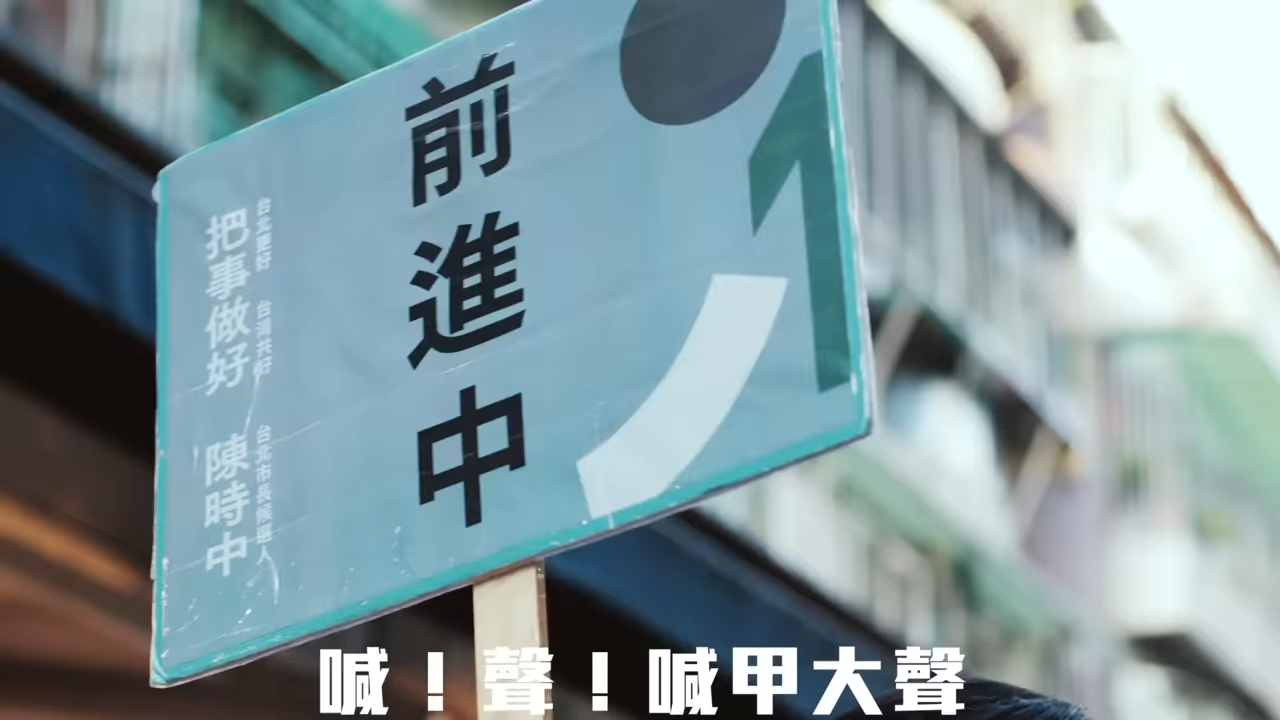 前進中
台北更好 台灣共好 台北市長候選人
把事做好 陳時中
1
喊！聲！喊甲大聲